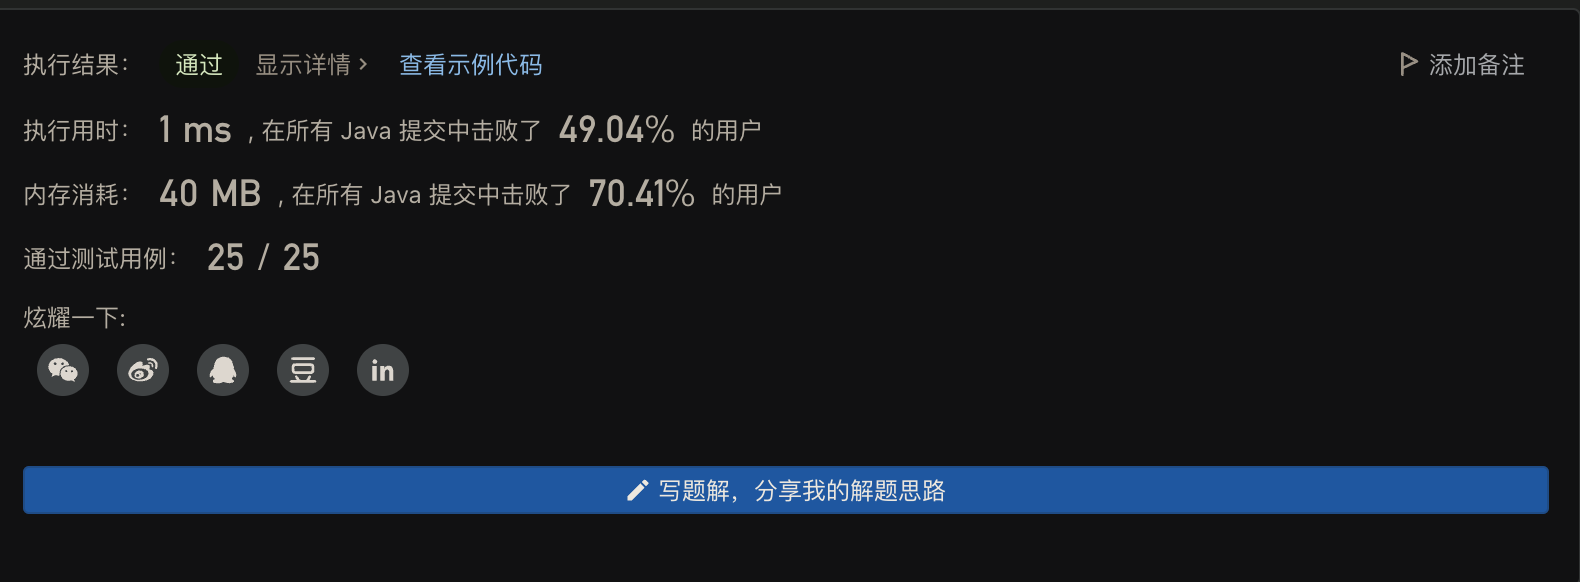 执行结果： 通过 显示详情 > 查看示例代码 添加备注
执行用时： 1 ms , 在所有 Java 提交中击败了 49.04% 的用户
内存消耗： 40 MB , 在所有 Java 提交中击败了 70.41% 的用户
通过测试用例： 25 / 25
炫耀一下:
豆 in
写题解，分享我的解题思路